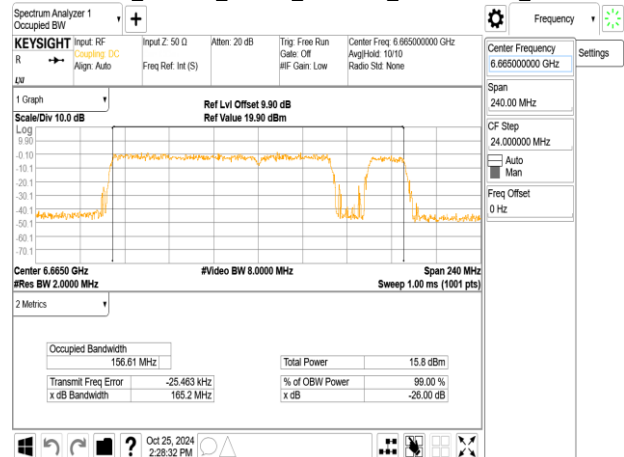 Spectrum Analyzer 1
Occupied BW
Frequency
KEYSIGHT
Input: RF
Coupling: DC
Align: Auto
R
LXI
Input Z: 50 Ω
Freq Ref: Int (S)
Atten: 20 dB
Trig: Free Run
Gate: Off
#IF Gain: Low
Center Freq: 6.665000000 GHz
Avg|Hold: 10/10
Radio Std: None
Center Frequency
6.665000000 GHz
Settings
Span
240.00 MHz
CF Step
24.000000 MHz
Auto
Man
Freq Offset
0 Hz
1 Graph
Scale/Div 10.0 dB
Ref Lvl Offset 9.90 dB
Ref Value 19.90 dBm
Log
9.90
-0.10
-10.1
-20.1
-30.1
-40.1
-50.1
-60.1
-70.1
Center 6.6650 GHz
#Video BW 8.0000 MHz
Span 240 MHz
#Res BW 2.0000 MHz
Sweep 1.00 ms (1001 pts)
2 Metrics
Occupied Bandwidth
156.61 MHz
Total Power
15.8 dBm
Transmit Freq Error
-25.463 kHz
% of OBW Power
99.00 %
x dB Bandwidth
165.2 MHz
x dB
-26.00 dB
?
Oct 25, 2024
2:28:32 PM